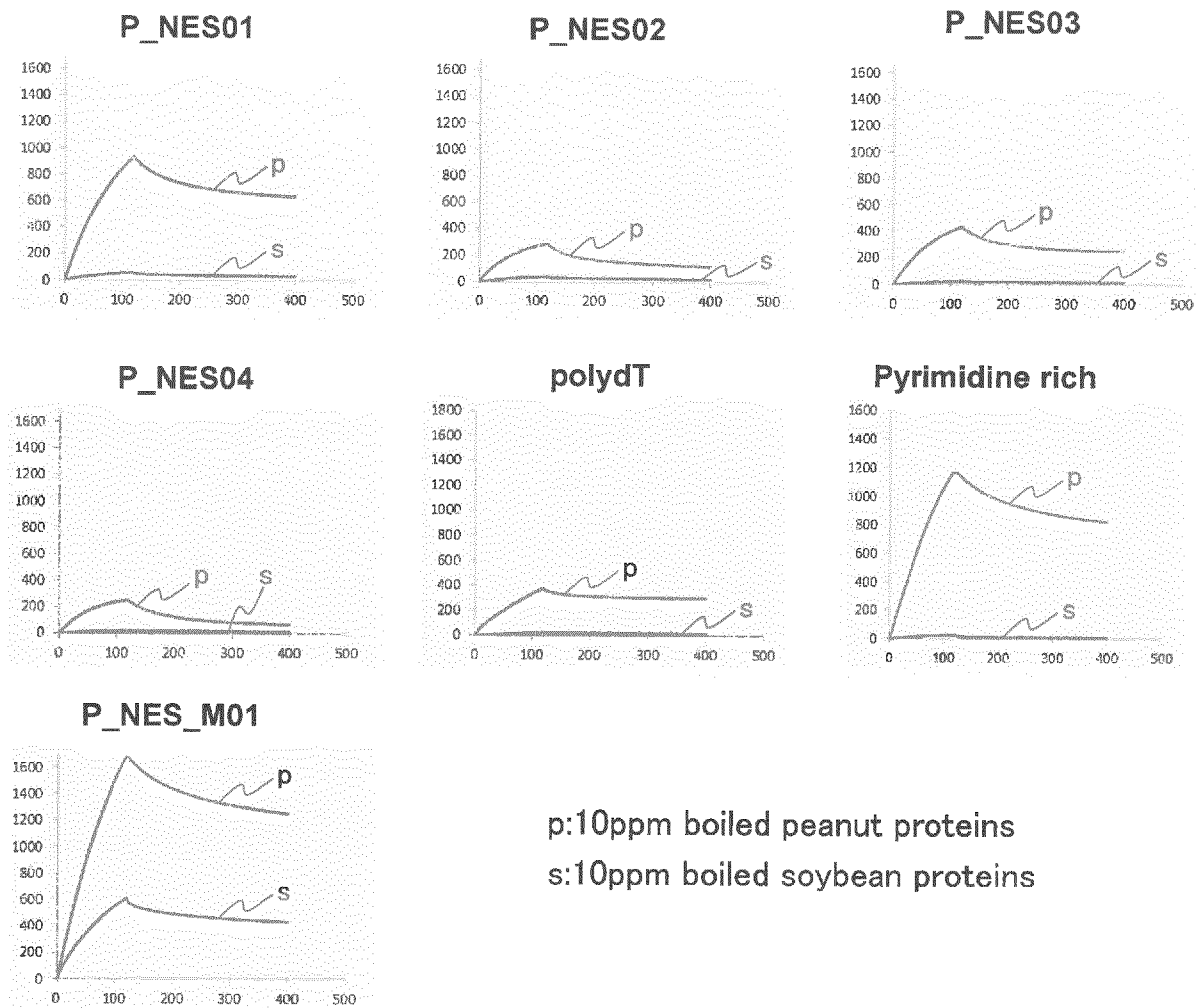 P_NES01
1600
1400
1200
1000
800
600
400
200
0
0 100 200 300 400 500
p
s
P_NES02
1600
1400
1200
1000
800
600
400
200
0
0 100 200 300 400 500
p
s
P_NES03
1600
1400
1200
1000
800
600
400
200
0
0 100 200 300 400 500
p
s
P_NES04
1600
1400
1200
1000
800
600
400
200
0
0 100 200 300 400 500
p
s
polydT
1800
1600
1400
1200
1000
800
600
400
200
0
0 100 200 300 400 500
p
s
Pyrimidine rich
1600
1400
1200
1000
800
600
400
200
0
0 100 200 300 400 500
p
s
P_NES_M01
1600
1400
1200
1000
800
600
400
200
0
0 100 200 300 400 500
p
s
p:10ppm boiled peanut proteins
s:10ppm boiled soybean proteins